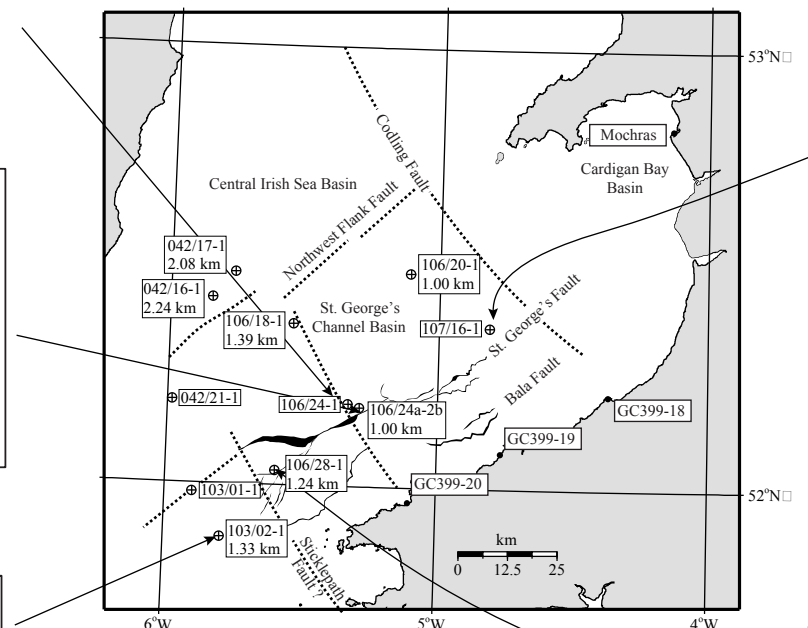 53°N
Mochras
Cardigan Bay
Basin
Codling Fault
Central Irish Sea Basin
Northwest Flank Fault
042/17-1
2.08 km
042/16-1
2.24 km
106/20-1
1.00 km
St. George's
Channel Basin
106/18-1
1.39 km
107/16-1
St. George's Fault
Bala Fault
042/21-1
106/24-1
106/24a-2b
1.00 km
GC399-18
GC399-19
106/28-1
1.24 km
GC399-20
103/01-1
52°N
103/02-1
1.33 km
Sticklepath
Fault ?
km
0 12.5 25
6°W 5°W 4°W